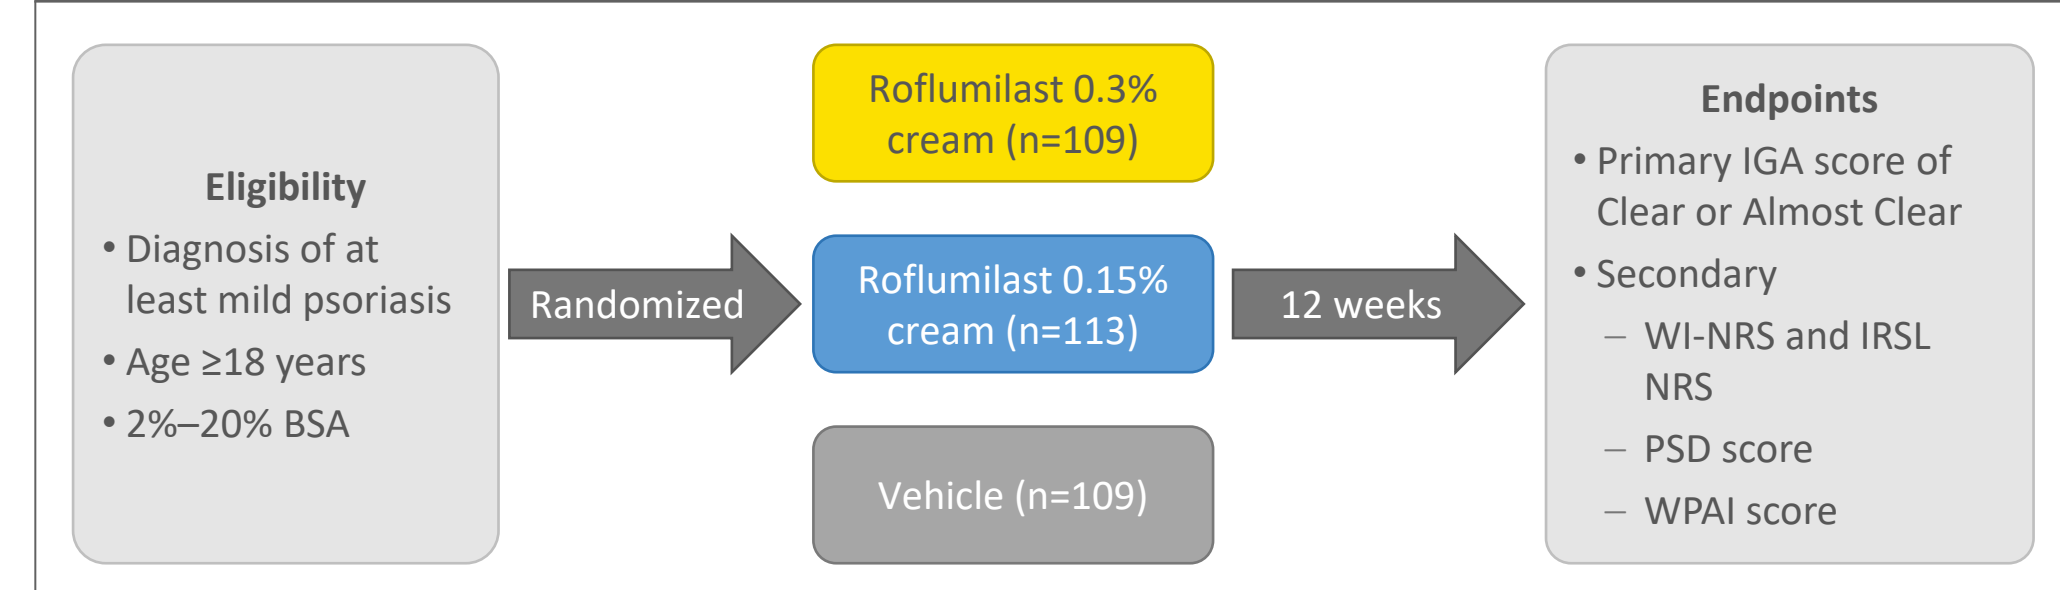 Eligibility
• Diagnosis of at
least mild psoriasis
• Age ≥18 years
• 2%–20% BSA
Randomized
Roflumilast 0.3%
cream (n=109)
Roflumilast 0.15%
cream (n=113)
Vehicle (n=109)
12 weeks
Endpoints
• Primary IGA score of
Clear or Almost Clear
• Secondary
– WI-NRS and IRSL
NRS
– PSD score
– WPAI score